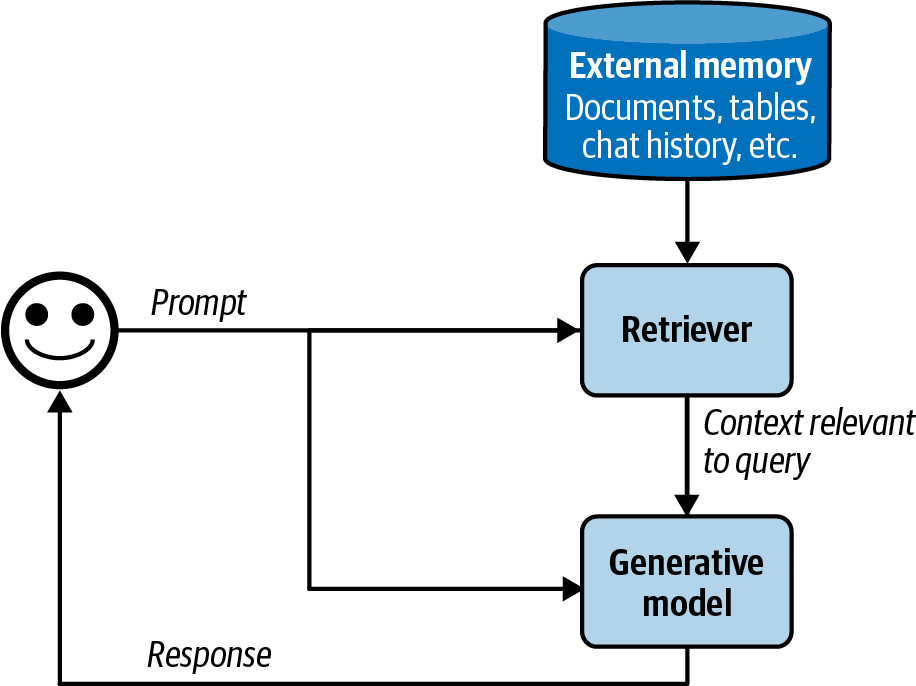 External memory
Documents, tables,
chat history, etc.
Prompt
Retriever
Context relevant
to query
Generative
model
Response